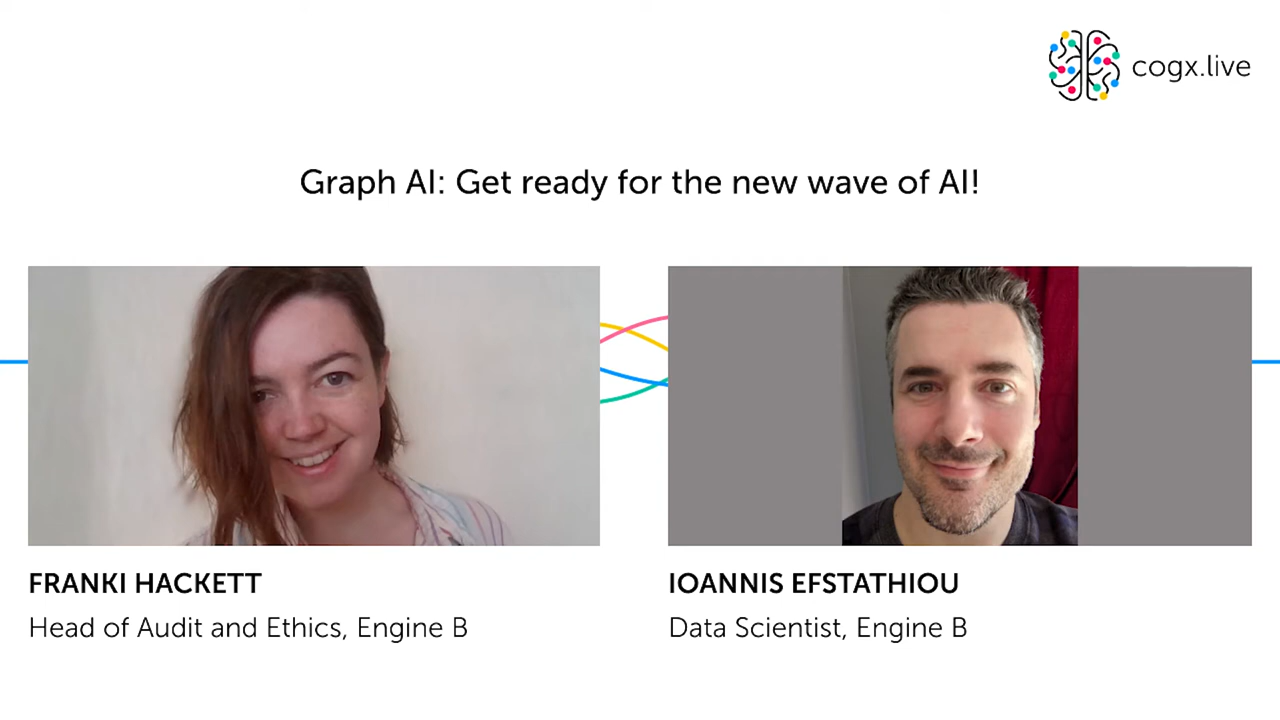 cogx.live
Graph AI: Get ready for the new wave of AI!
FRANKI HACKETT
Head of Audit and Ethics, Engine B
IOANNIS EFSTATHIOU
Data Scientist, Engine B